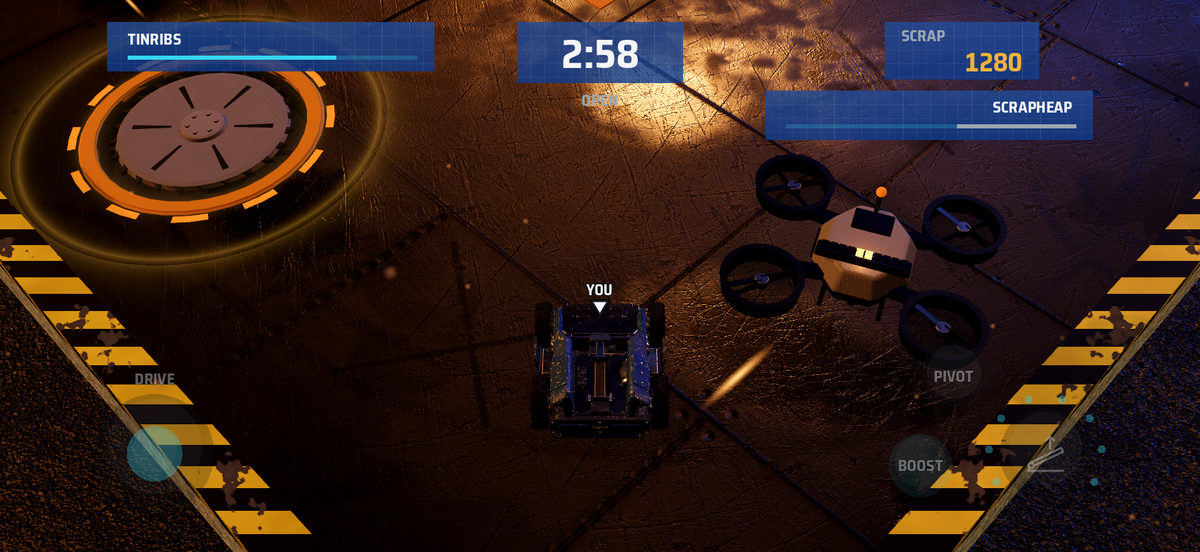 TINRIBS
2:58
OPEN
SCRAP
1280
SCRAPHEAP
YOU
DRIVE
PIVOT
BOOST